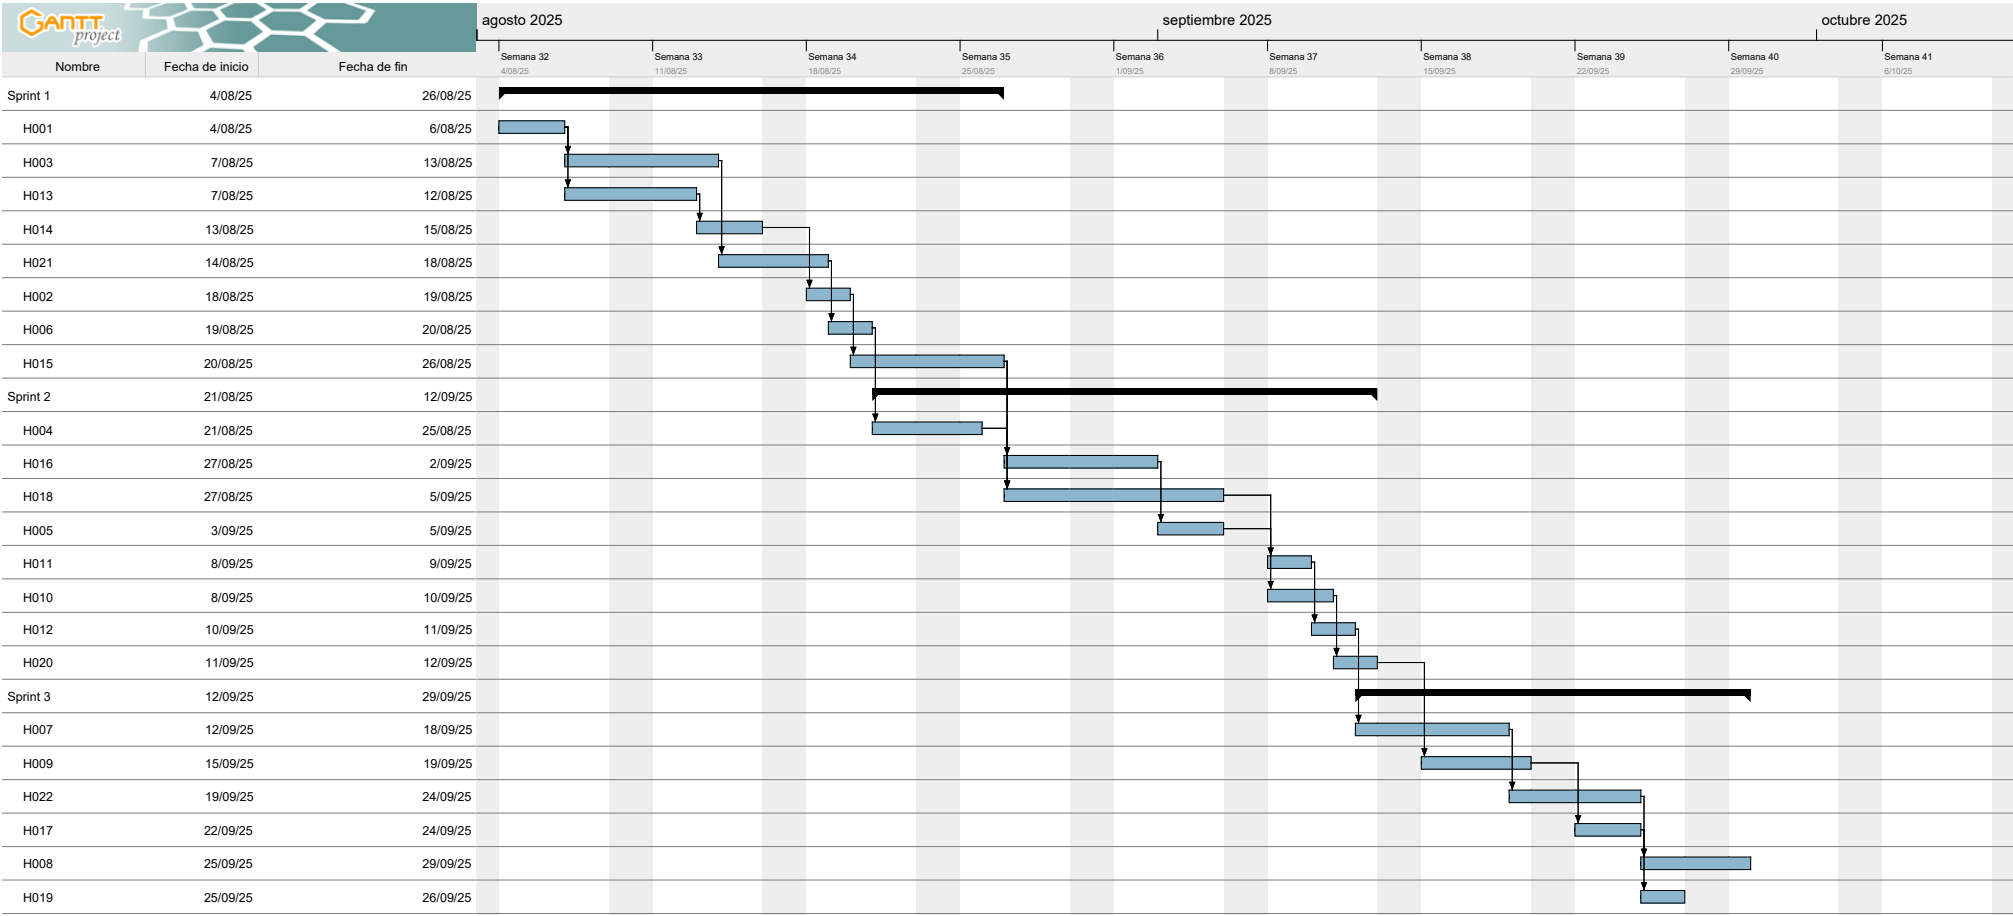 GANTT project
agosto 2025 septiembre 2025 octubre 2025
Semana 32 Semana 33 Semana 34 Semana 35 Semana 36 Semana 37 Semana 38 Semana 39 Semana 40 Semana 41
4/08/25 11/08/25 18/08/25 25/08/25 1/09/25 8/09/25 15/09/25 22/09/25 29/09/25 6/10/25
Nombre Fecha de inicio Fecha de fin
Sprint 1 4/08/25 26/08/25
H001 4/08/25 6/08/25
H003 7/08/25 13/08/25
H013 7/08/25 12/08/25
H014 13/08/25 15/08/25
H021 14/08/25 18/08/25
H002 18/08/25 19/08/25
H006 19/08/25 20/08/25
H015 20/08/25 26/08/25
Sprint 2 21/08/25 12/09/25
H004 21/08/25 25/08/25
H016 27/08/25 2/09/25
H018 27/08/25 5/09/25
H005 3/09/25 5/09/25
H011 8/09/25 9/09/25
H010 8/09/25 10/09/25
H012 10/09/25 11/09/25
H020 11/09/25 12/09/25
Sprint 3 12/09/25 29/09/25
H007 12/09/25 18/09/25
H009 15/09/25 19/09/25
H022 19/09/25 24/09/25
H017 22/09/25 24/09/25
H008 25/09/25 29/09/25
H019 25/09/25 26/09/25